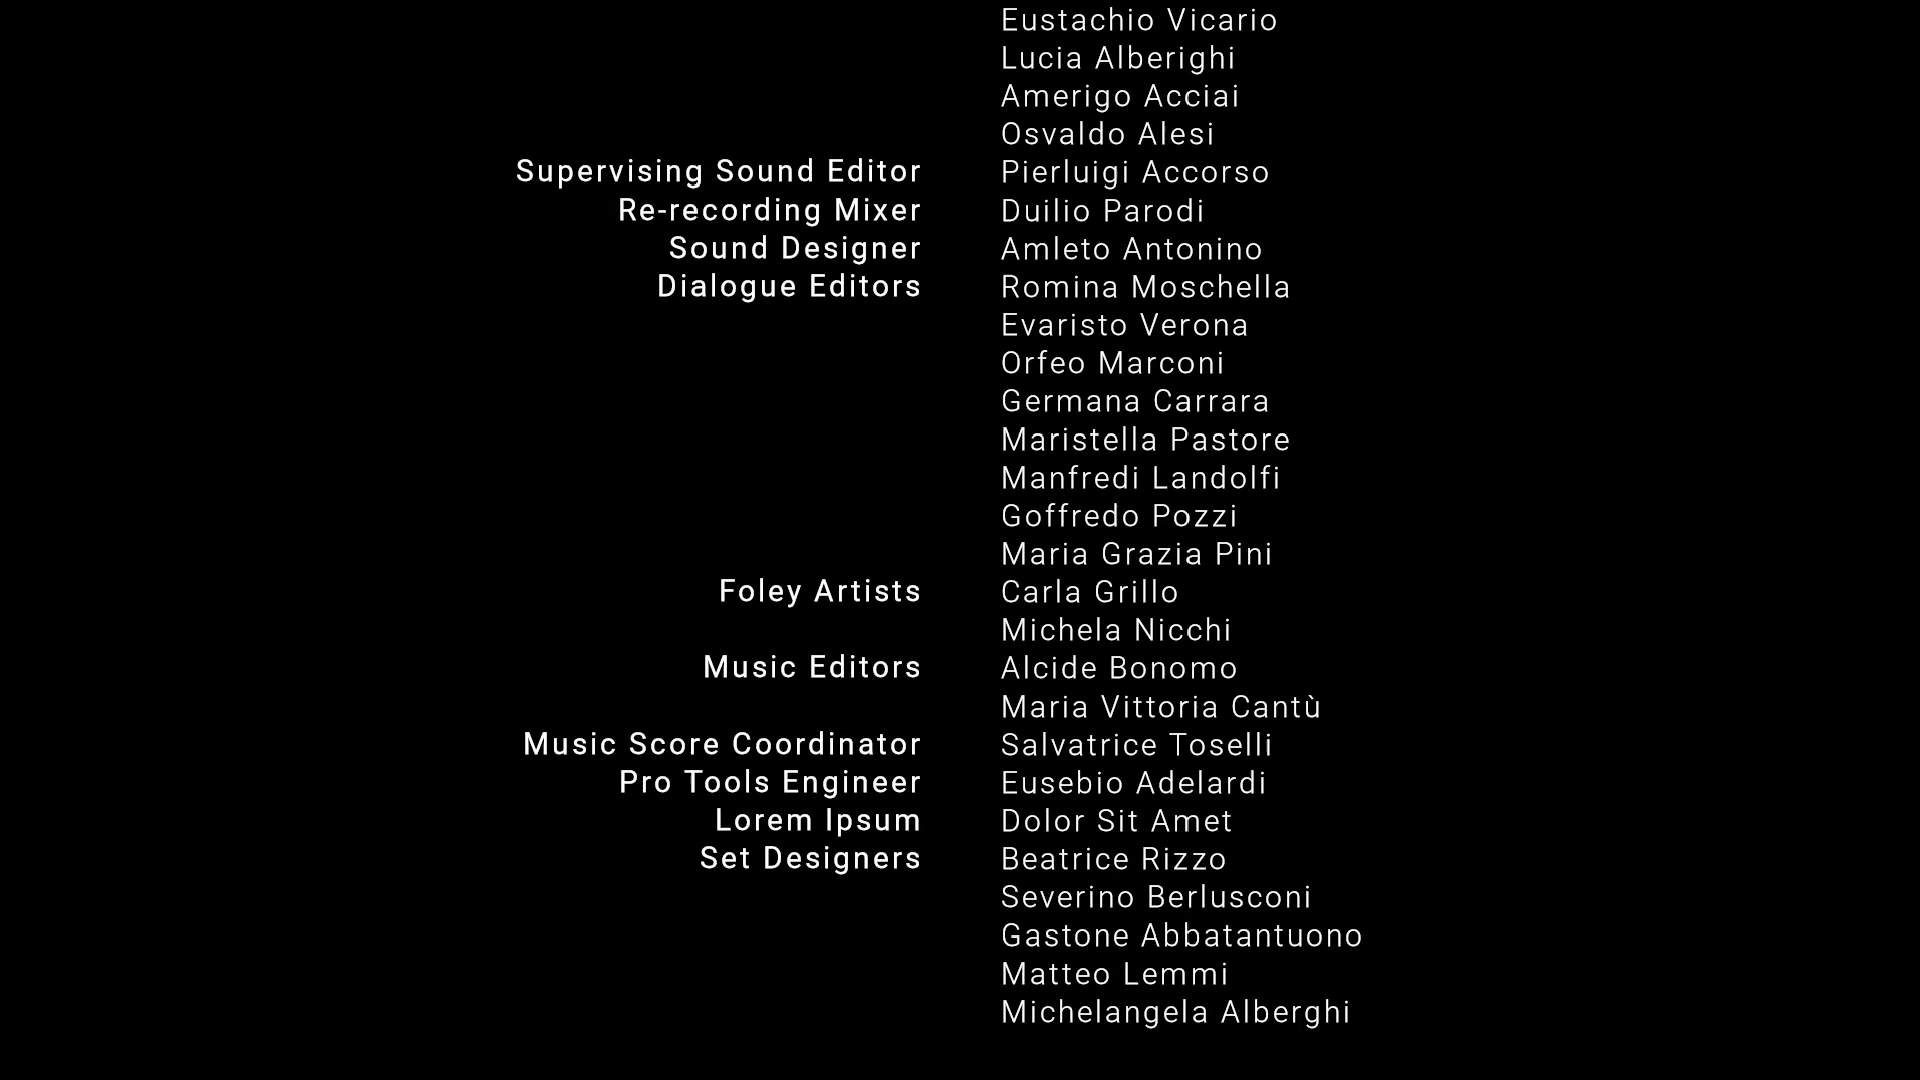 Eustachio Vicario
Lucia Alberighi
Amerigo Acciai
Osvaldo Alesi
Supervising Sound Editor Pierluigi Accorso
Re-recording Mixer Duilio Parodi
Sound Designer Amleto Antonino
Dialogue Editors Romina Moschella
Evaristo Verona
Orfeo Marconi
Germana Carrara
Maristella Pastore
Manfredi Landolfi
Goffredo Pozzi
Maria Grazia Pini
Foley Artists Carla Grillo
Michela Nicchi
Music Editors Alcide Bonomo
Maria Vittoria Cantù
Music Score Coordinator Salvatrice Toselli
Pro Tools Engineer Eusebio Adelardi
Lorem Ipsum Dolor Sit Amet
Set Designers Beatrice Rizzo
Severino Berlusconi
Gastone Abbatantuono
Matteo Lemmi
Michelangela Alberghi